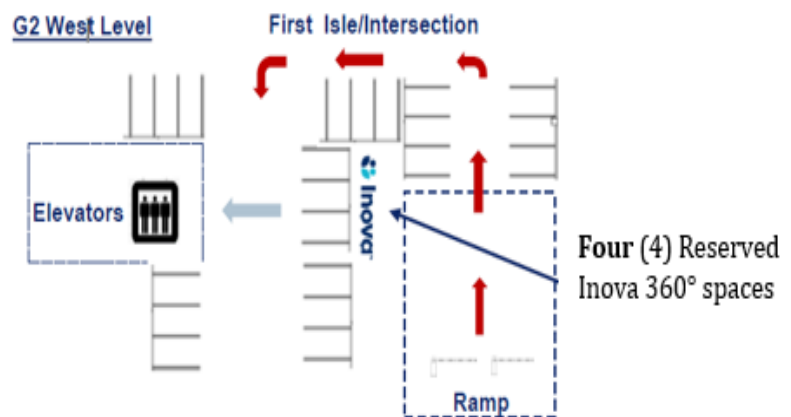 G2 West Level
First Isle/Intersection
Elevators
Inova
Four (4) Reserved
Inova 360° spaces
Ramp